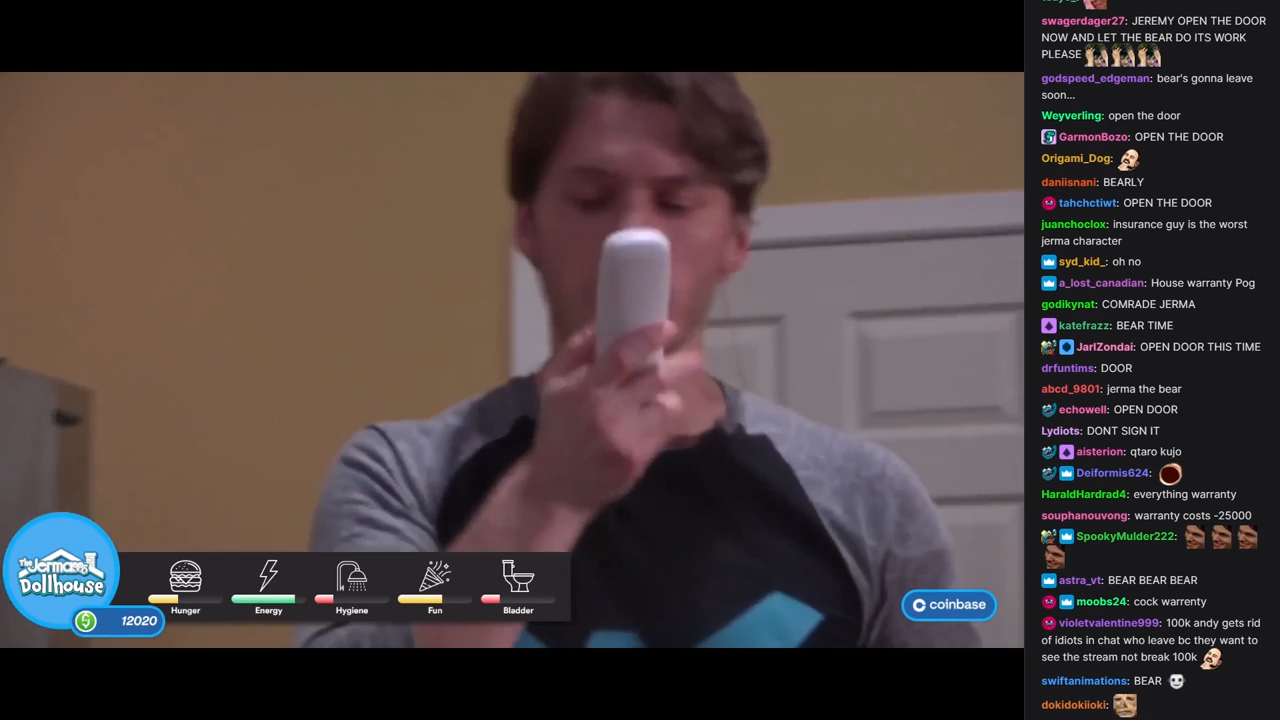 The Jerma985
Dollhouse
12020
Hunger
Energy
Hygiene
Fun
Bladder
coinbase
swagerdager27: JEREMY OPEN THE DOOR
NOW AND LET THE BEAR DO ITS WORK
PLEASE
godspeed_edgeman: bear's gonna leave
soon...
Weyverling: open the door
GarmonBozo: OPEN THE DOOR
Origami_Dog:
daniisnani: BEARLY
tahchctiwt: OPEN THE DOOR
juanchoclox: insurance guy is the worst
jerma character
syd_kid_: oh no
a_lost_canadian: House warranty Pog
godikynat: COMRADE JERMA
katefrazz: BEAR TIME
JarlZondai: OPEN DOOR THIS TIME
drfuntims: DOOR
abcd_9801: jerma the bear
echowell: OPEN DOOR
Lydiots: DONT SIGN IT
aisterion: qtaro kujo
Deiformis624:
HaraldHardrad4: everything warranty
souphanouvong: warranty costs -25000
SpookyMulder222:
astra_vt: BEAR BEAR BEAR
moobs24: cock warrenty
violetvalentine999: 100k andy gets rid
of idiots in chat who leave bc they want to
see the stream not break 100k
swiftanimations: BEAR
dokidokiioki: